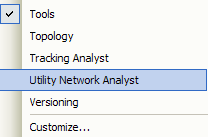 Tools
Topology
Tracking Analyst
Utility Network Analyst
Versioning
Customize...